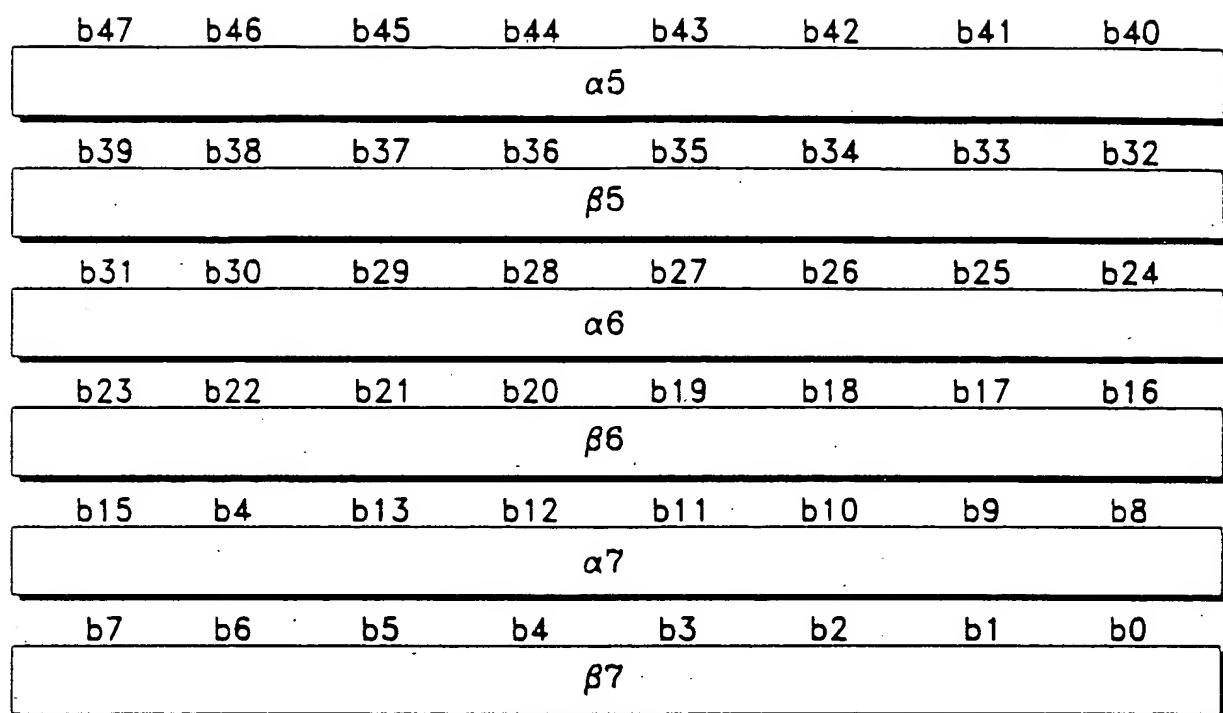 b47 b46 b45 b44 b43 b42 b41 b40
α5
b39 b38 b37 b36 b35 b34 b33 b32
β5
b31 b30 b29 b28 b27 b26 b25 b24
α6
b23 b22 b21 b20 b19 b18 b17 b16
β6
b15 b4 b13 b12 b11 b10 b9 b8
α7
b7 b6 b5 b4 b3 b2 b1 b0
β7